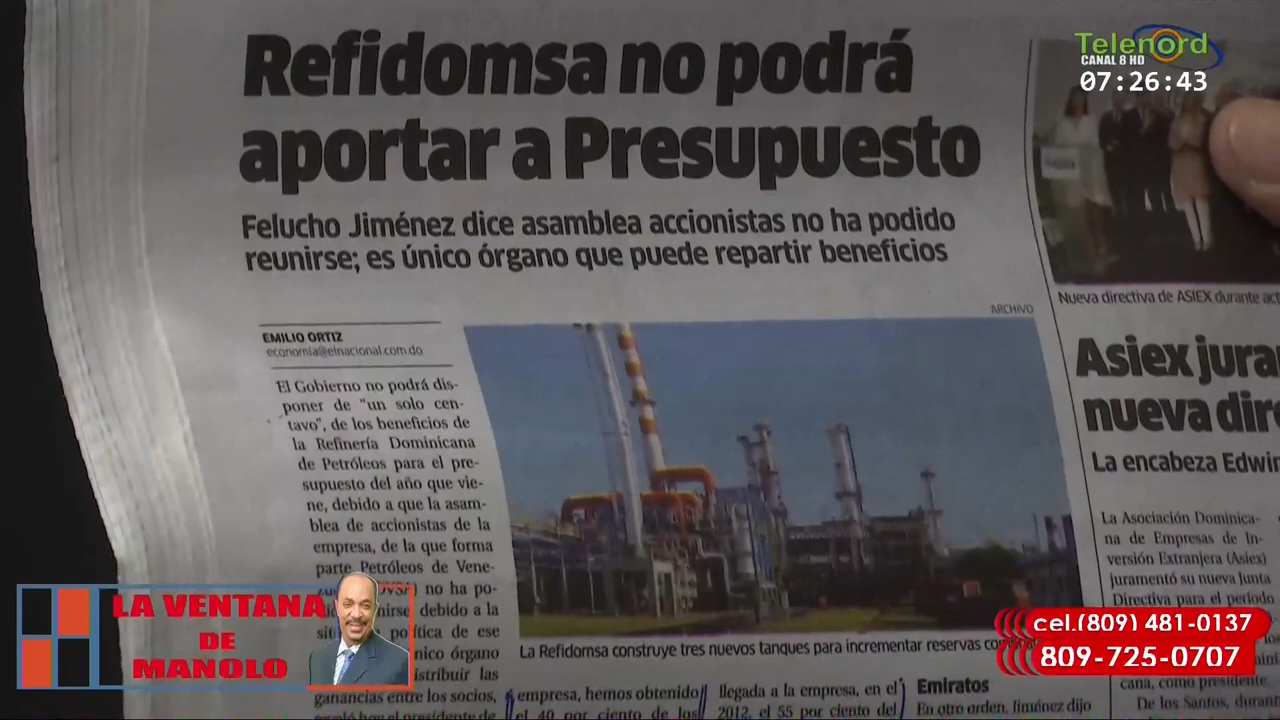 Telenord
CANAL 8 HD
07:26:43
Refidomsa no podrá
aportar a Presupuesto
Felucho Jiménez dice asamblea accionistas no ha podido
reunirse; es único órgano que puede repartir beneficios
ARCHIVO
EMILIO ORTIZ
economia@elnacional.com.do
El Gobierno no podrá dis-
poner de “un solo cen-
tavo”, de los beneficios de
la Refinería Dominicana
de Petróleos para el pre-
supuesto del año que vie-
ne, debido a que la asam-
blea de accionistas de la
empresa, de la que forma
parte Petróleos de Vene-
no ha po-
debido a la
política de ese
órgano
ganancias entre los socios,
La Refidomsa construye tres nuevos tanques para incrementar reservas
empresa, hemos obtenido
el 40 por ciento de los
llegada a la empresa, en el
2012, el 55 por ciento del
Emiratos
En otro orden, Jiménez dijo
Nueva directiva de ASIEX durante
Asiex
nueva
La encabeza Edwin
La Asociación Dominica-
na de Empresas de In-
versión Extranjera (Asiex)
juramentó su nueva Junta
Directiva para el período
cana, como presidente.
De los Santos,
LA VENTANA
DE
MANOLO
cel.(809) 481-0137
809-725-0707